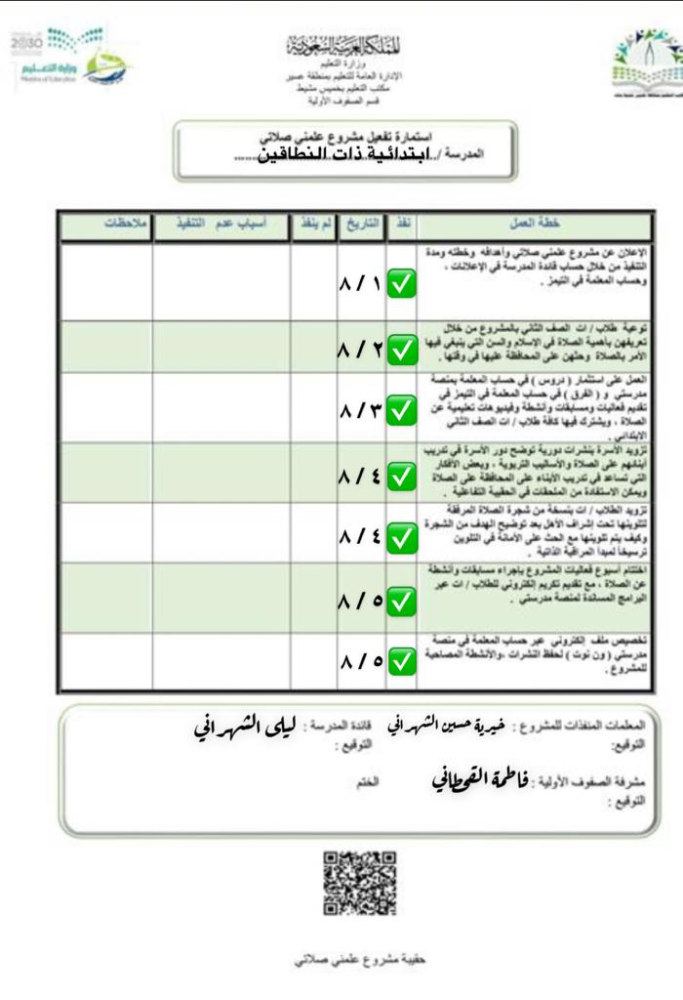 المملكة العربية السعودية
وزارة التعليم
الإدارة العامة للتعليم بمنطقة عسير
مكتب التعليم بخميس مشيط
قسم الصفوف الأولية
2030
وزارة التعليم
Ministry of Education
استمارة تفعيل مشروع علمني صلاتي
المدرسة /..ابتدائية ذات النطاقين.....
خطة العمل نفذ التاريخ لم ينفذ أسباب عدم التنفيذ ملاحظات
الإعلان عن مشروع علمني صلاتي وأهدافه وخطته ومدة
التنفيذ من خلال حساب قائدة المدرسة في الإعلانات ،
وحساب المعلمة في التيمز .
✅ ٨ / ١
توعية طلاب / ات الصف الثاني بالمشروع من خلال
تعريفهن بأهمية الصلاة في الإسلام والسن التي ينبغي فيها
الأمر بالصلاة وحثهن على المحافظة عليها في وقتها .
✅ ٨ / ٢
العمل على استثمار ( دروس ) في حساب المعلمة بمنصة
مدرستي و ( الفرق ) في حساب المعلمة في التيمز في
تقديم فعاليات ومسابقات وأنشطة وفيديوهات تعليمية عن
الصلاة ، ويشترك فيها كافة طلاب / ات الصف الثاني
الابتدائي .
✅ ٨ / ٣
تزويد الأسرة بنشرات دورية توضح دور الأسرة في تدريب
أبنائهم على الصلاة والأساليب التربوية ، وبعض الأفكار
التي تساعد في تدريب الأبناء على المحافظة على الصلاة
ويمكن الاستفادة من الملحقات في الحقيبة التفاعلية .
✅ ٨ / ٤
تزويد الطلاب / ات بنسخة من شجرة الصلاة المرفقة
لتلوينها تحت إشراف الأهل بعد توضيح الهدف من الشجرة
وكيف يتم تلوينها مع الحث على الأمانة في التلوين
ترسيخاً لمبدأ المراقبة الذاتية .
✅ ٨ / ٤
اختتام أسبوع فعاليات المشروع بإجراء مسابقات وأنشطة
عن الصلاة ، مع تقديم تكريم إلكتروني للطلاب / ات عبر
البرامج المساندة لمنصة مدرستي .
✅ ٨ / ٥
تخصيص ملف إلكتروني عبر حساب المعلمة في منصة
مدرستي ( ون نوت ) لحفظ النشرات ،والأنشطة المصاحبة
للمشروع .
✅ ٨ / ٥
المعلمات المنفذات للمشروع : خيرية حسين الشهراني قائدة المدرسة : ليلى الشهراني
التوقيع: التوقيع :
مشرفة الصفوف الأولية : فاطمة القحطاني الختم
التوقيع :
حقيبة مشروع علمني صلاتي